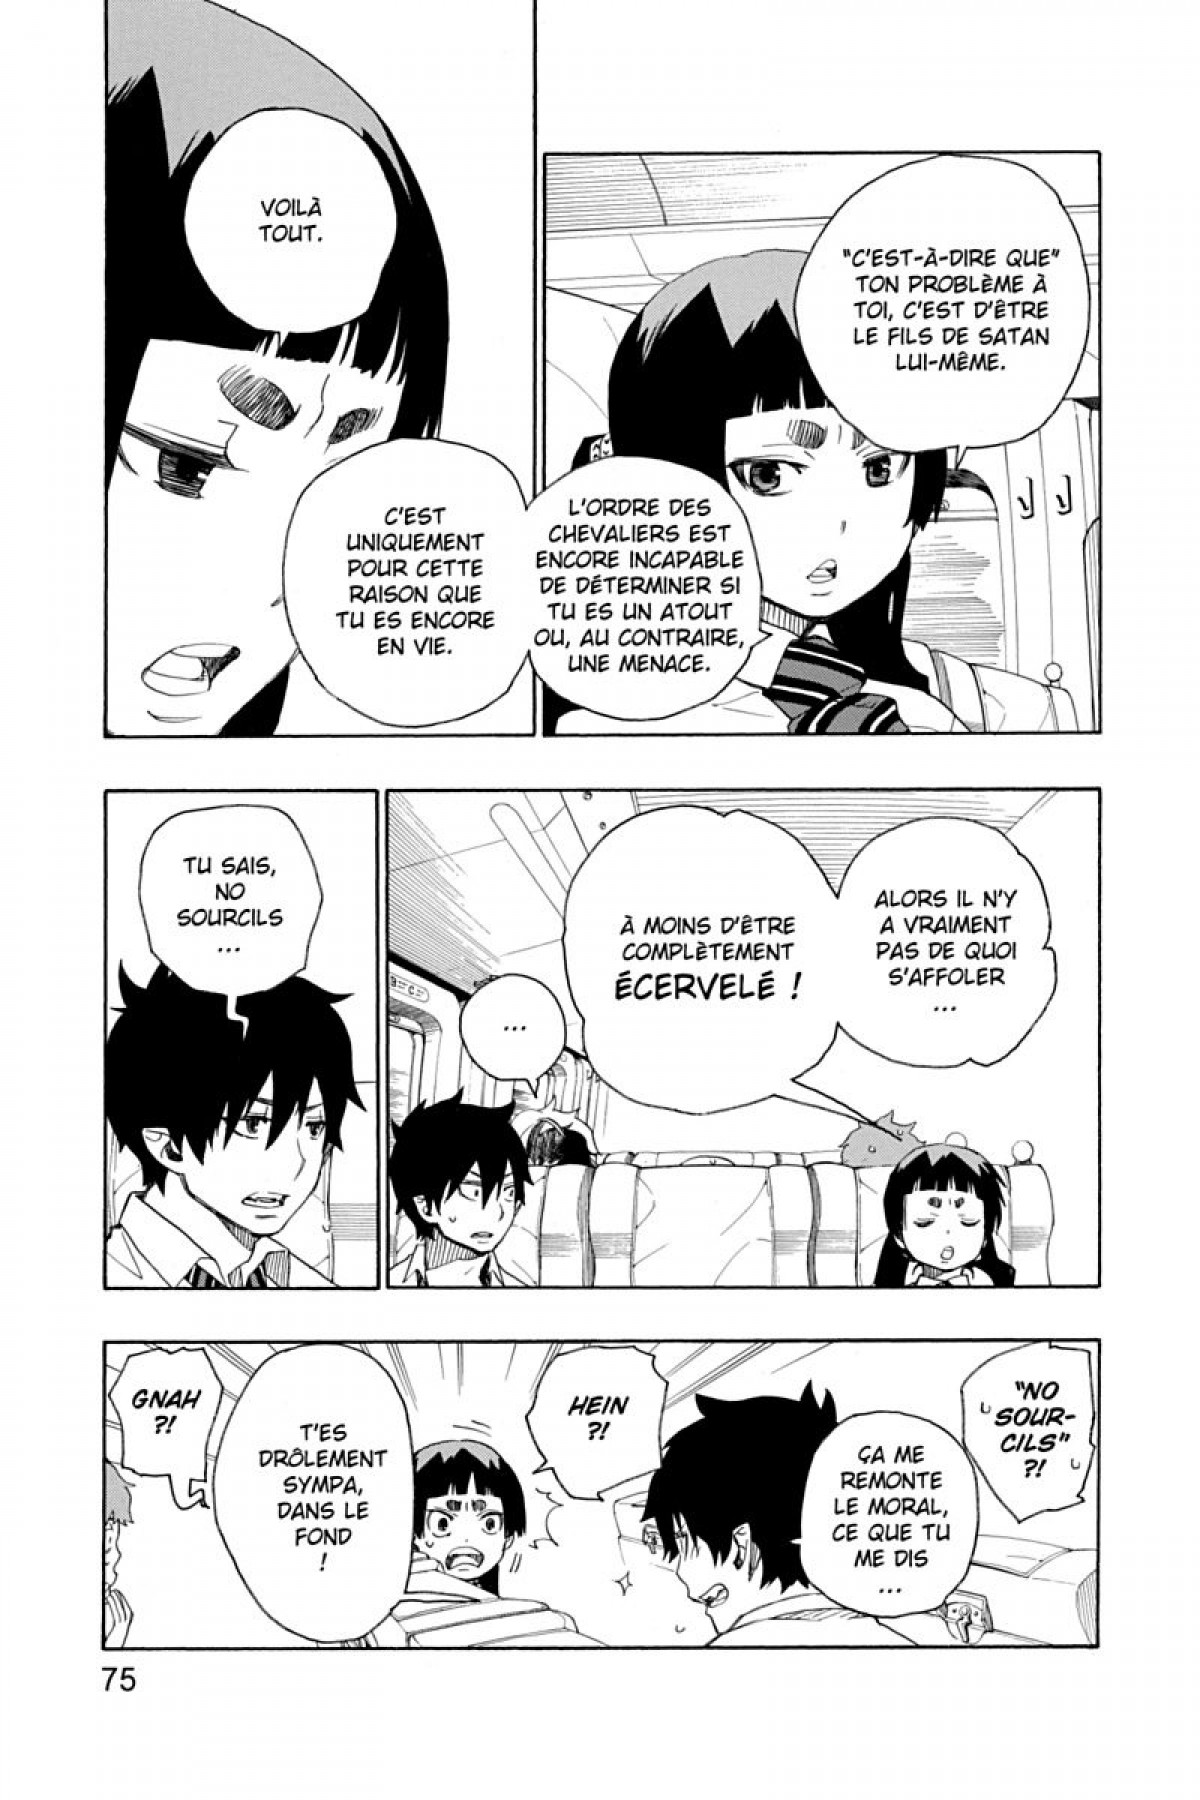 "C'EST-À-DIRE QUE"
TON PROBLÈME À
TOI, C'EST D'ÊTRE
LE FILS DE SATAN
LUI-MÊME.
L'ORDRE DES
CHEVALIERS EST
ENCORE INCAPABLE
DE DÉTERMINER SI
TU ES UN ATOUT
OU, AU CONTRAIRE,
UNE MENACE.
C'EST
UNIQUEMENT
POUR CETTE
RAISON QUE
TU ES ENCORE
EN VIE.
VOILÀ
TOUT.
ALORS IL N'Y
A VRAIMENT
PAS DE QUOI
S'AFFOLER
...
À MOINS D'ÊTRE
COMPLÈTEMENT
ÉCERVELÉ !
...
TU SAIS,
NO
SOURCILS
...
"NO
SOUR-
CILS"
?!
ÇA ME
REMONTE
LE MORAL,
CE QUE TU
ME DIS
...
HEIN
?!
T'ES
DRÔLEMENT
SYMPA,
DANS LE
FOND
!
GNAH
?!
75